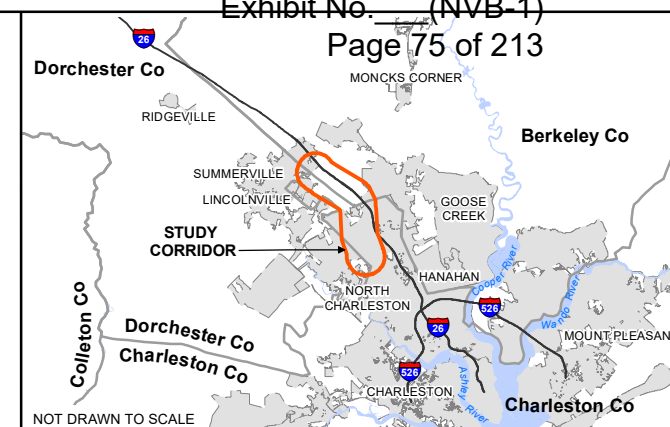 Exhibit No.___(NVB-1)
Page 75 of 213
26
Dorchester Co
MONCKS CORNER
RIDGEVILLE
Berkeley Co
SUMMERVILLE
LINCOLNVILLE
GOOSE
CREEK
STUDY
CORRIDOR
HANAHAN
Cooper River
NORTH
CHARLESTON
526
Wando River
26
Colleton Co
Dorchester Co
Charleston Co
MOUNT PLEASAN
526
CHARLESTON
Ashley River
Charleston Co
NOT DRAWN TO SCALE